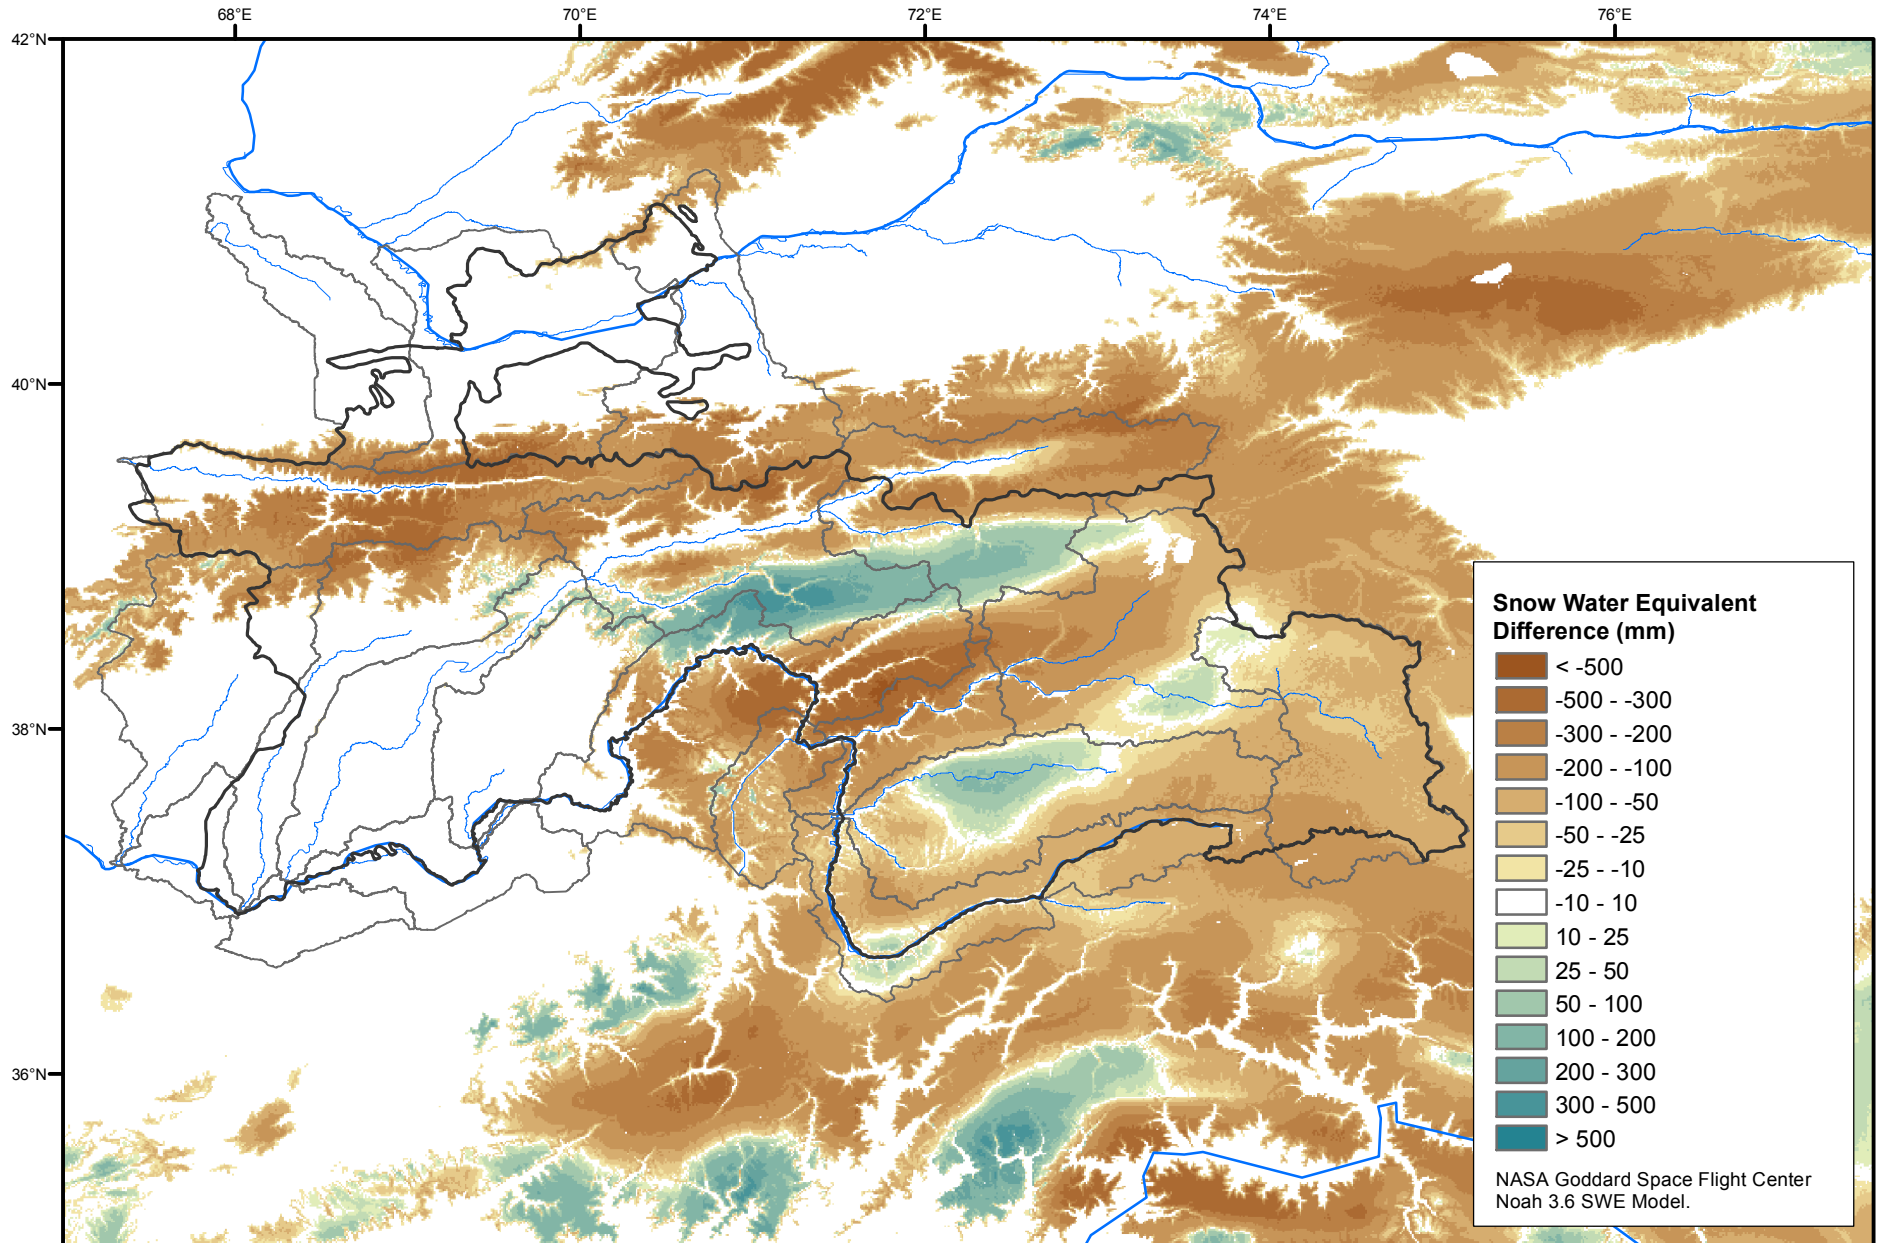 68°E
70°E
72°E
74°E
76°E
42°N
40°N
38°N
36°N
Snow Water Equivalent
Difference (mm)
< -500
-500 - -300
-300 - -200
-200 - -100
-100 - -50
-50 - -25
-25 - -10
-10 - 10
10 - 25
25 - 50
50 - 100
100 - 200
200 - 300
300 - 500
> 500
NASA Goddard Space Flight Center
Noah 3.6 SWE Model.